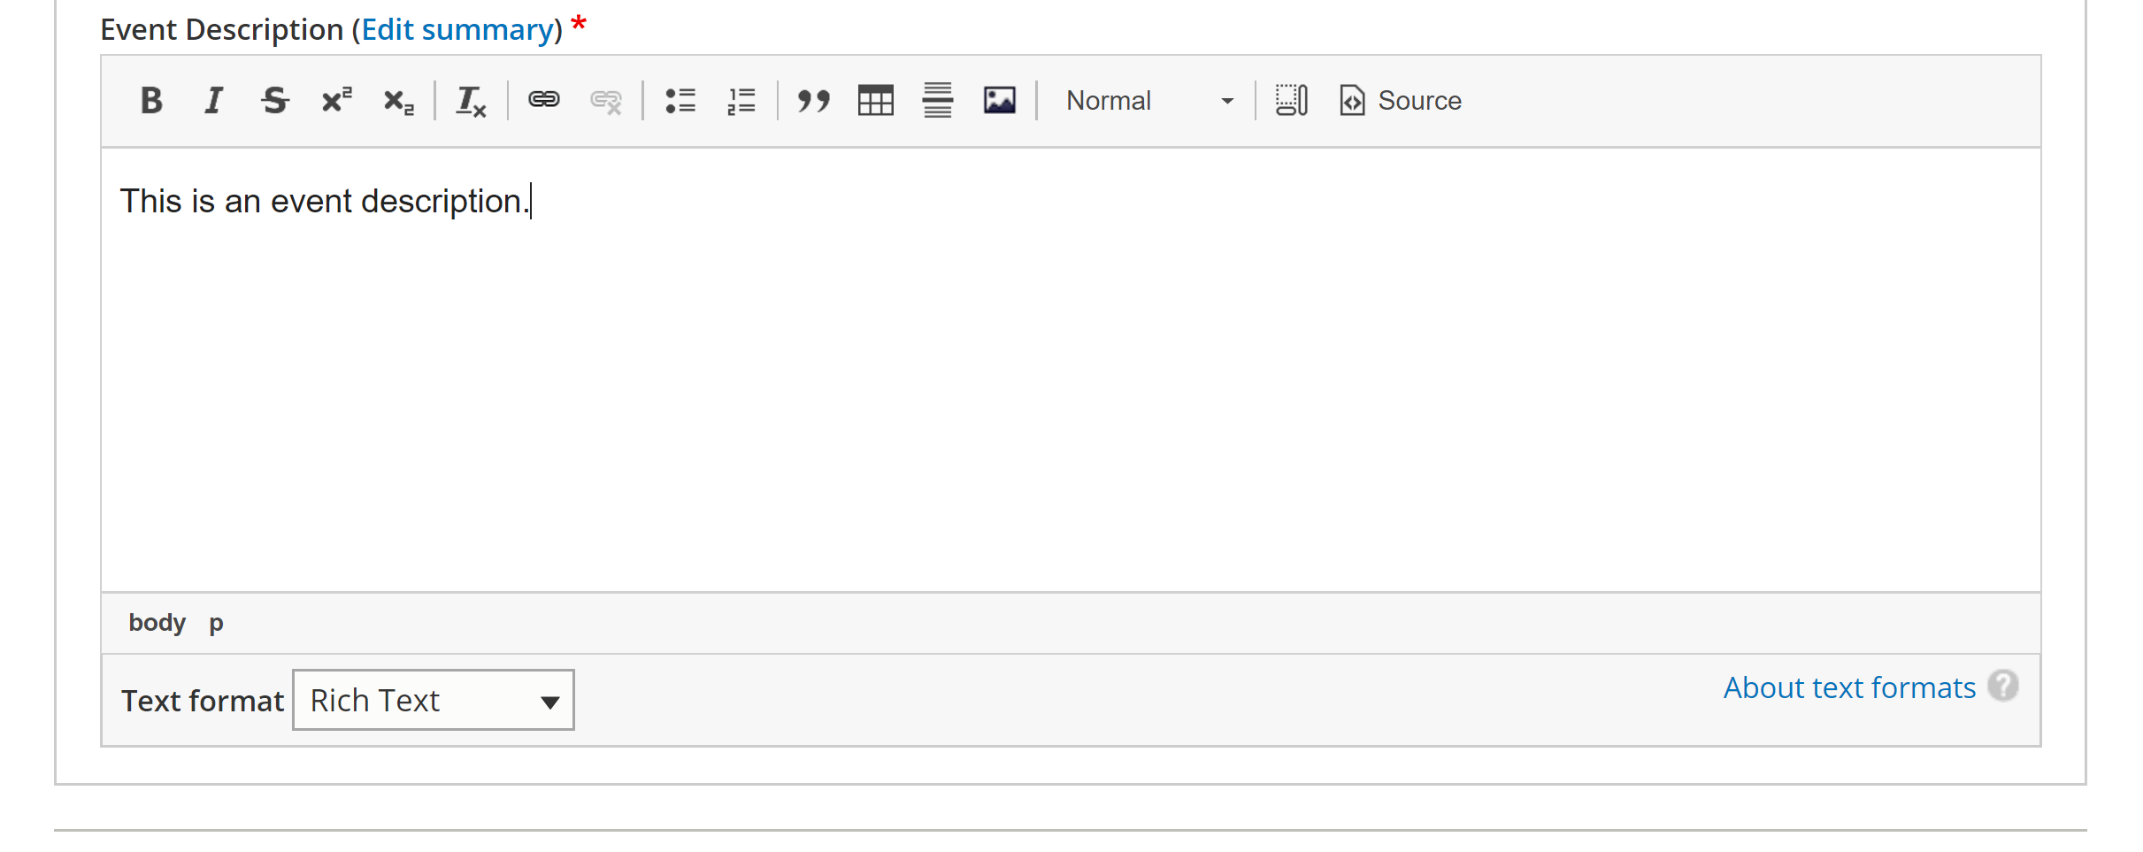 Event Description (Edit summary) *
B I S x² x₂ Tx Normal Source
This is an event description.
body p
Text format Rich Text About text formats ?